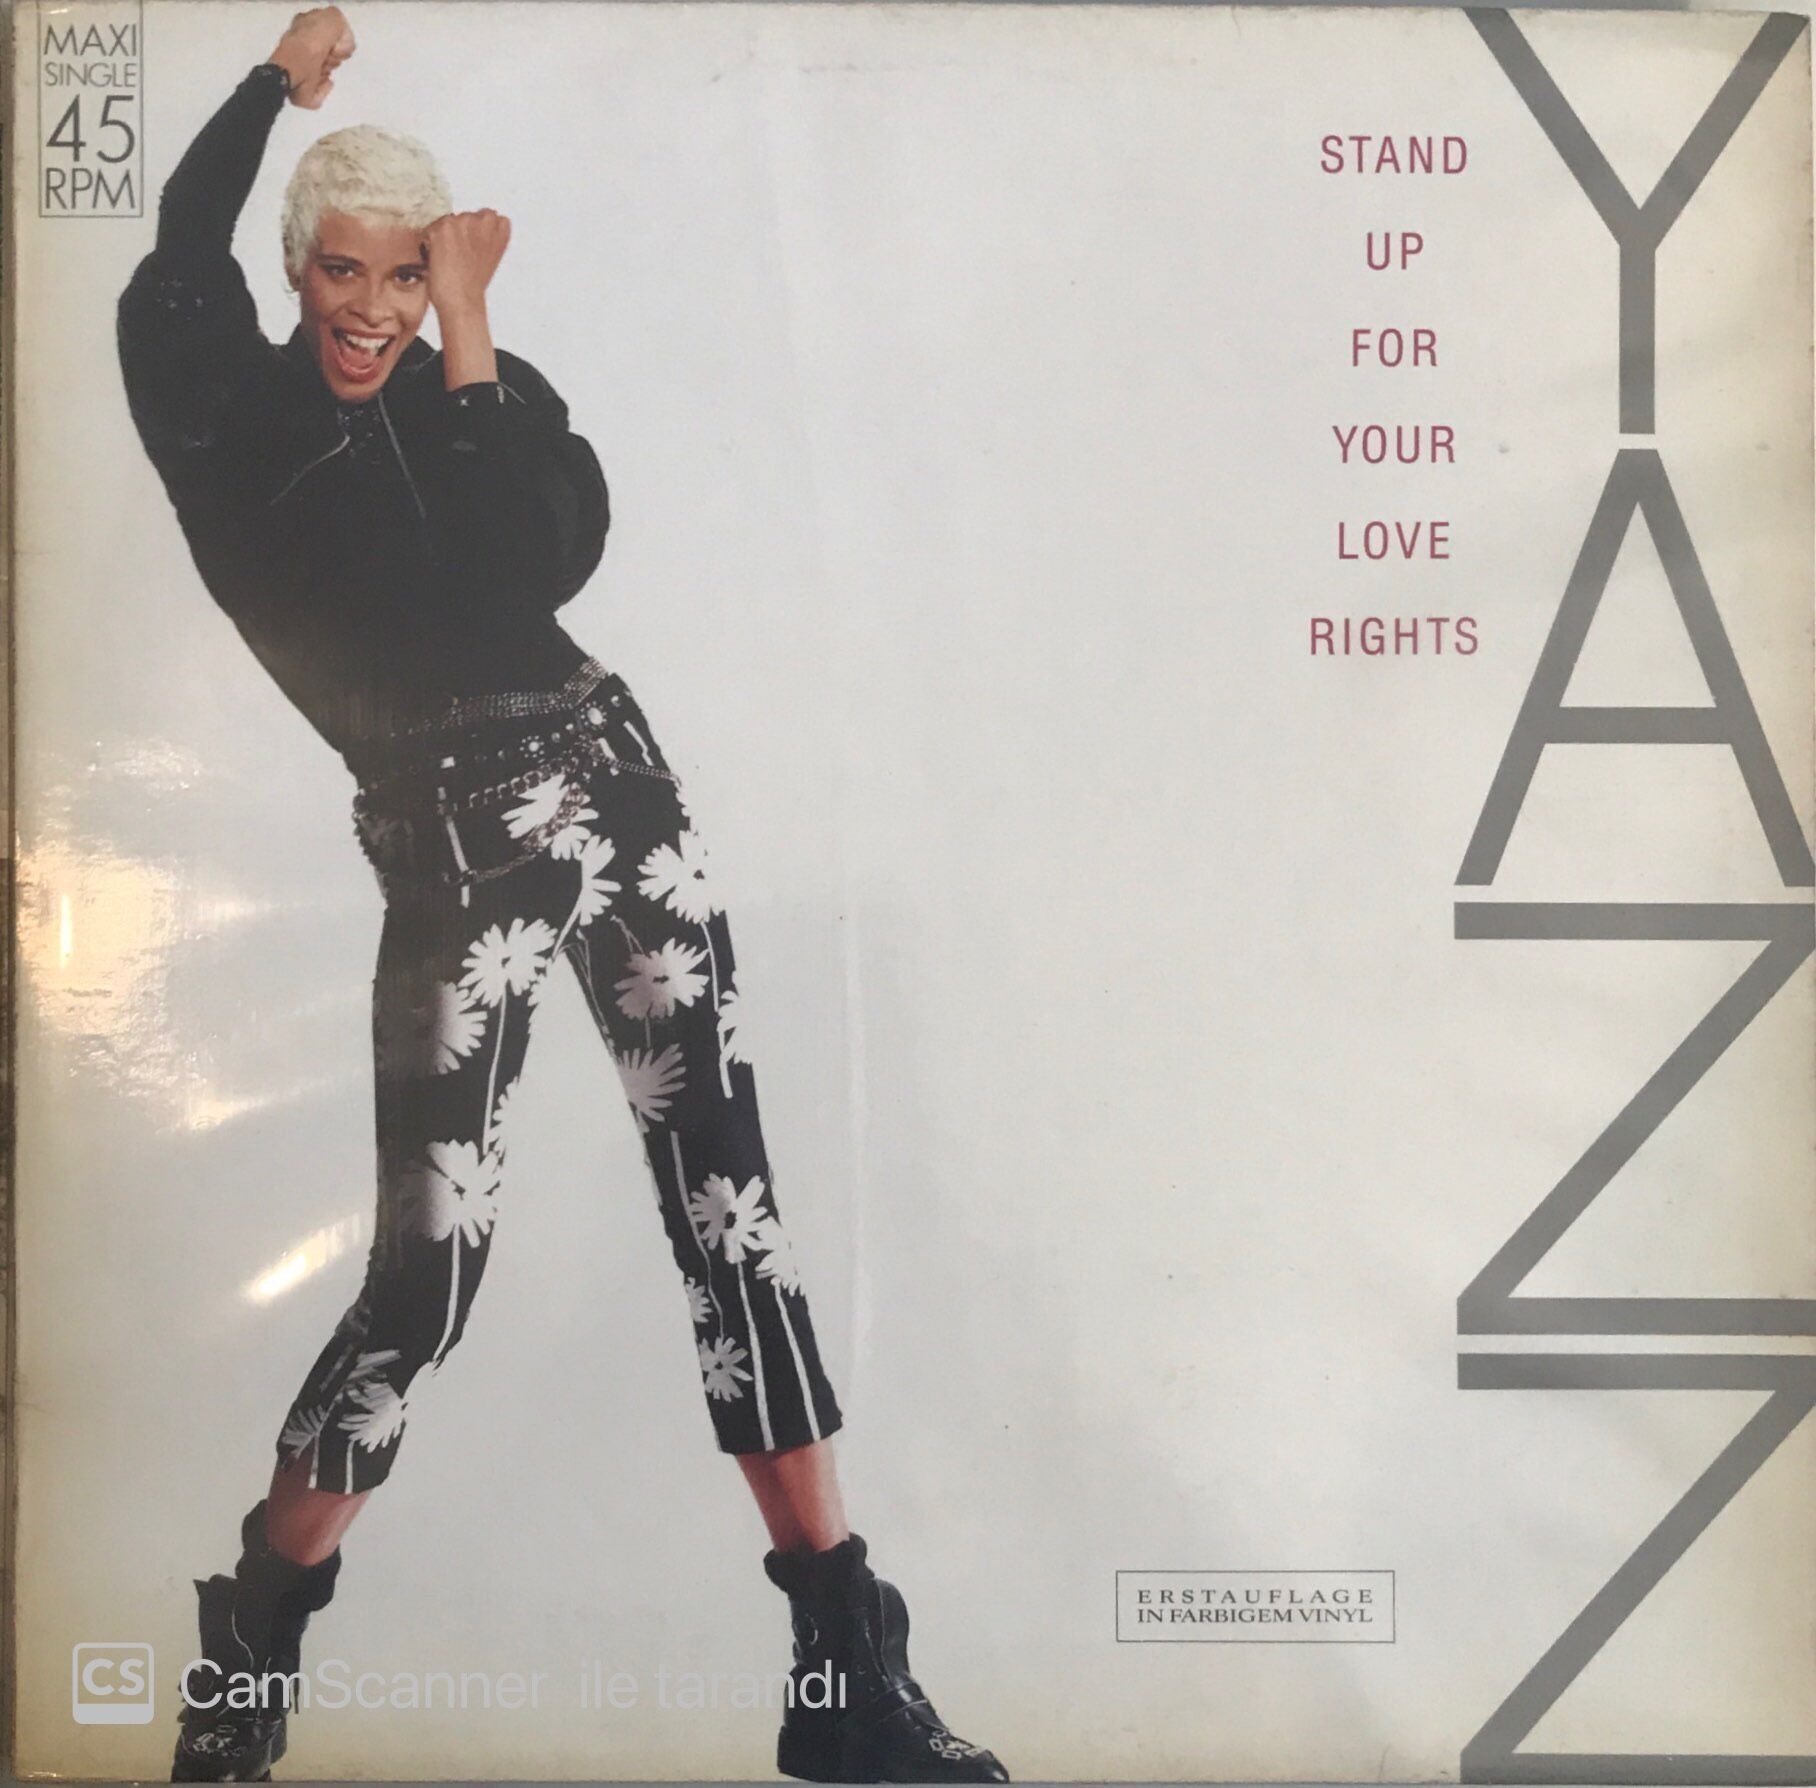 MAXI
SINGLE
45
RPM
STAND
UP
FOR
YOUR
LOVE
RIGHTS
YAZZ
ERSTAUFLAGE
IN FARBIGEM VINYL
CS CamScanner ile tarandı